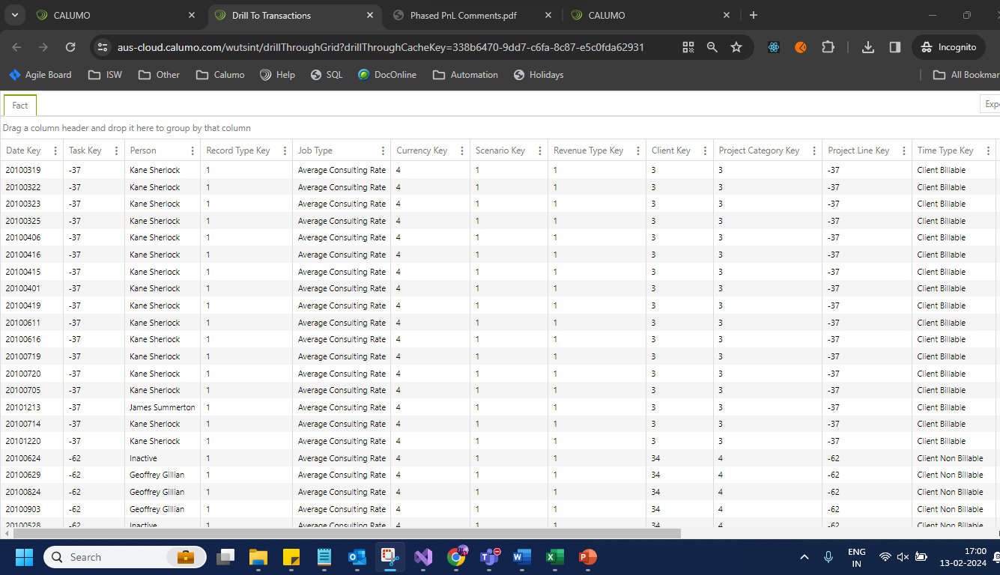 CALUMO Drill To Transactions Phased PnL Comments.pdf CALUMO
aus-cloud.calumo.com/wutsint/drillThroughGrid?drillThroughCacheKey=338b6470-9dd7-c6fa-8c87-e5c0fda62931 Incognito
Agile Board ISW Other Calumo Help SQL DocOnline Automation Holidays All Bookmar
Fact Expo
Drag a column header and drop it here to group by that column
Date Key Task Key Person Record Type Key Job Type Currency Key Scenario Key Revenue Type Key Client Key Project Category Key Project Line Key Time Type Key
20100319 -37 Kane Sherlock 1 Average Consulting Rate 4 1 1 3 3 -37 Client Billable
20100322 -37 Kane Sherlock 1 Average Consulting Rate 4 1 1 3 3 -37 Client Billable
20100323 -37 Kane Sherlock 1 Average Consulting Rate 4 1 1 3 3 -37 Client Billable
20100325 -37 Kane Sherlock 1 Average Consulting Rate 4 1 1 3 3 -37 Client Billable
20100406 -37 Kane Sherlock 1 Average Consulting Rate 4 1 1 3 3 -37 Client Billable
20100416 -37 Kane Sherlock 1 Average Consulting Rate 4 1 1 3 3 -37 Client Billable
20100415 -37 Kane Sherlock 1 Average Consulting Rate 4 1 1 3 3 -37 Client Billable
20100401 -37 Kane Sherlock 1 Average Consulting Rate 4 1 1 3 3 -37 Client Billable
20100419 -37 Kane Sherlock 1 Average Consulting Rate 4 1 1 3 3 -37 Client Billable
20100611 -37 Kane Sherlock 1 Average Consulting Rate 4 1 1 3 3 -37 Client Billable
20100616 -37 Kane Sherlock 1 Average Consulting Rate 4 1 1 3 3 -37 Client Billable
20100719 -37 Kane Sherlock 1 Average Consulting Rate 4 1 1 3 3 -37 Client Billable
20100720 -37 Kane Sherlock 1 Average Consulting Rate 4 1 1 3 3 -37 Client Billable
20100705 -37 Kane Sherlock 1 Average Consulting Rate 4 1 1 3 3 -37 Client Billable
20101213 -37 James Summerton 1 Average Consulting Rate 4 1 1 3 3 -37 Client Billable
20100714 -37 Kane Sherlock 1 Average Consulting Rate 4 1 1 3 3 -37 Client Billable
20101220 -37 Kane Sherlock 1 Average Consulting Rate 4 1 1 3 3 -37 Client Billable
20100624 -62 Inactive 1 Average Consulting Rate 4 1 1 34 4 -62 Client Non Billable
20100629 -62 Geoffrey Gillian 1 Average Consulting Rate 4 1 1 34 4 -62 Client Non Billable
20100824 -62 Geoffrey Gillian 1 Average Consulting Rate 4 1 1 34 4 -62 Client Non Billable
20100903 -62 Geoffrey Gillian 1 Average Consulting Rate 4 1 1 34 4 -62 Client Non Billable
20100528 -62 Inactive 1 Average Consulting Rate 4 1 1 34 4 -62 Client Non Billable
Search ENG 17:00
IN 13-02-2024